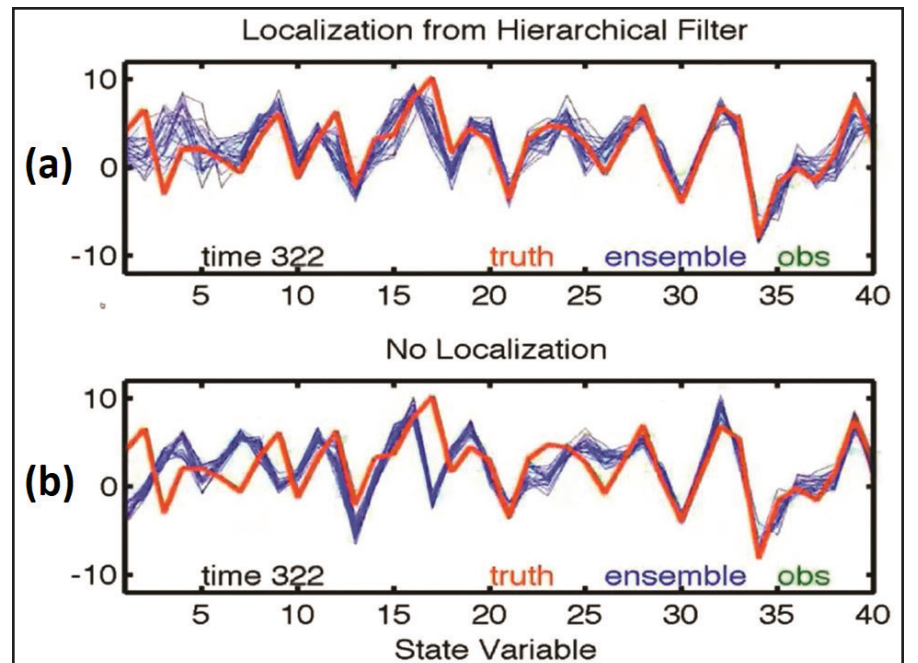 Localization from Hierarchical Filter
(a)
10
0
-10
time 322 truth ensemble obs
5 10 15 20 25 30 35 40
No Localization
(b)
10
0
-10
time 322 truth ensemble obs
5 10 15 20 25 30 35 40
State Variable